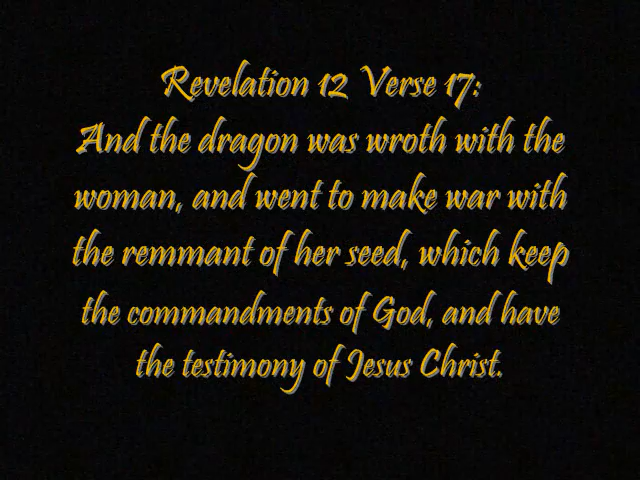 Revelation 12 Verse 17:
And the dragon was wroth with the
woman, and went to make war with
the remmant of her seed, which keep
the commandments of God, and have
the testimony of Jesus Christ.